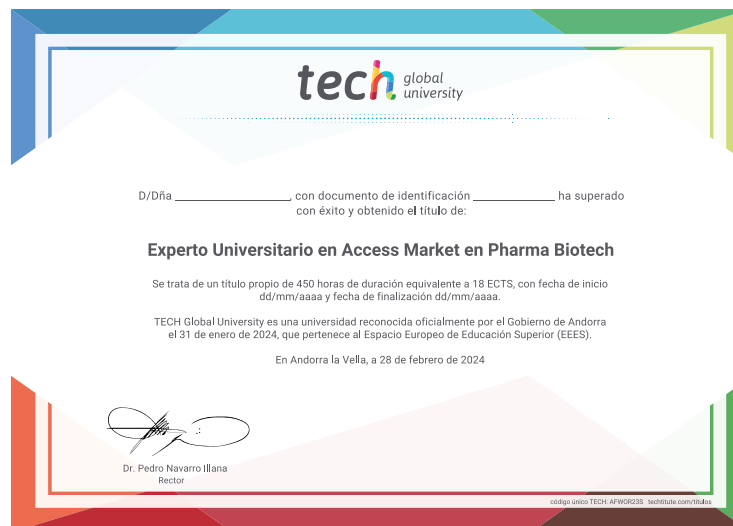 tech global university
D/Dña ______________, con documento de identificación ______________ ha superado
con éxito y obtenido el título de:
Experto Universitario en Access Market en Pharma Biotech
Se trata de un título propio de 450 horas de duración equivalente a 18 ECTS, con fecha de inicio
dd/mm/aaaa y fecha de finalización dd/mm/aaaa.
TECH Global University es una universidad reconocida oficialmente por el Gobierno de Andorra
el 31 de enero de 2024, que pertenece al Espacio Europeo de Educación Superior (EEES).
En Andorra la Vella, a 28 de febrero de 2024
Dr. Pedro Navarro Illana
Rector
código único TECH: AFWOR23S techtitute.com/titulos